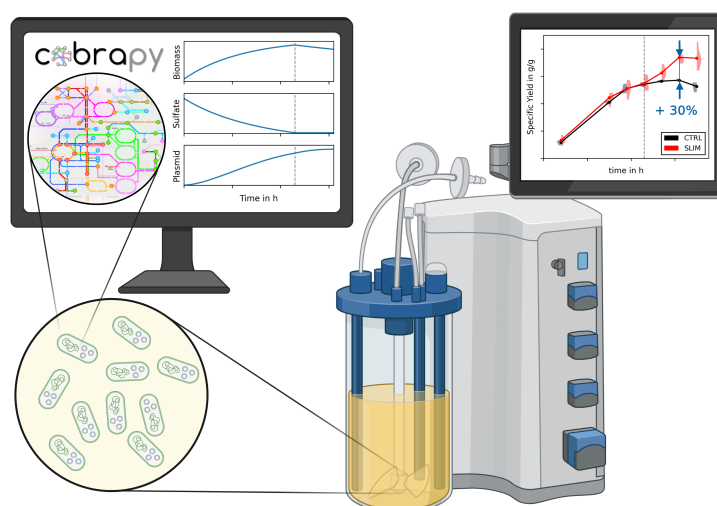 cobrapy
Biomass
Sulfate
Plasmid
Time in h
Specific Yield in g/g
+ 30%
CTRL
SLIM
time in h